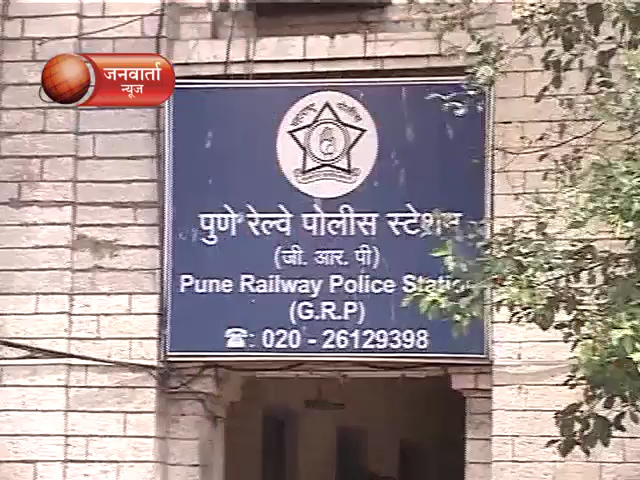 जनवार्ता
न्यूज
पुणे रेल्वे पोलीस स्टेशन
(जी. आर. पी)
Pune Railway Police Station
(G.R.P)
☎: 020 - 26129398